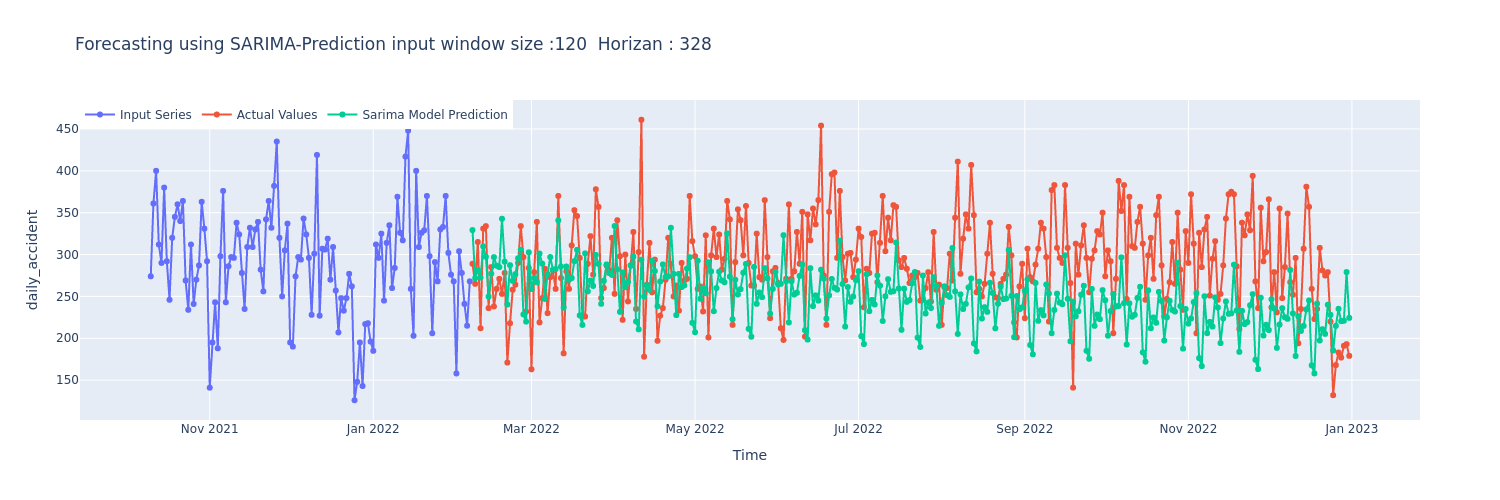 Forecasting using SARIMA-Prediction input window size :120 Horizan : 328
Input Series Actual Values Sarima Model Prediction
450
400
350
300
250
200
150
daily_accident
Nov 2021 Jan 2022 Mar 2022 May 2022 Jul 2022 Sep 2022 Nov 2022 Jan 2023
Time